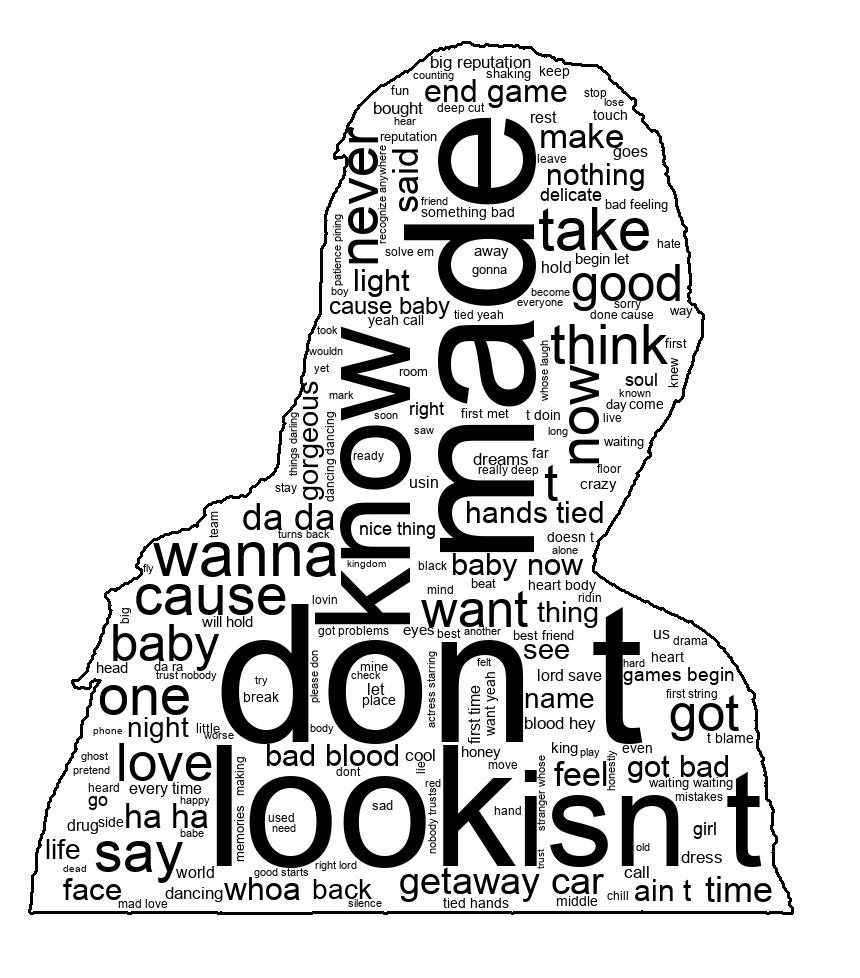 big reputation
counting
shaking
keep
fun
end game
stop
lose
bought
deep cut
touch
hear
rest
reputation
make
leave
goes
never
said
recognize anywhere
made
nothing
delicate
friend
something bad
bad feeling
patience pining
take
hate
solve em
away
begin let
gonna
hold
light
boy
good
become
everyone
cause baby
sorry
yeah call
tied yeah
done cause
way
took
know
think
first
wouldn
yet
room
whose laugh
soul
knew
mark
gorgeous
soon
right
first met
t doin
now
known
day
come
live
saw
long
waiting
things darling
dancing dancing
ready
dreams
far
really deep
floor
stay
usin
t
crazy
da da
team
turns back
nice thing
hands tied
doesn t
alone
wanna
fly
kingdom
black
baby now
cause
mind
beat
heart body
lovin
ridin
big
will hold
want
thing
baby
got problems
eyes
best
another
best friend
us
drama
don t
see
heart
head
da ra
trust nobody
try
please don
mine
check
felt
hard
lord save
games begin
one
break
let
place
actress starring
first time
want yeah
name
first string
got
phone
night
little
worse
body
blood hey
t blame
ghost
love
bad blood
cool
honey
king
play
even
pretend
making
dont
lie
move
feel
honestly
got bad
heard
every time
look
red
stranger whose
isn t
waiting waiting
go
happy
sad
mistakes
drug
side
ha ha
babe
memories
used
need
nobody trusts
hand
girl
life
say
old
dress
dead
world
good starts
right lord
trust
call
face
dancing
whoa
back
getaway car
chill
ain t
time
mad love
silence
tied hands
middle